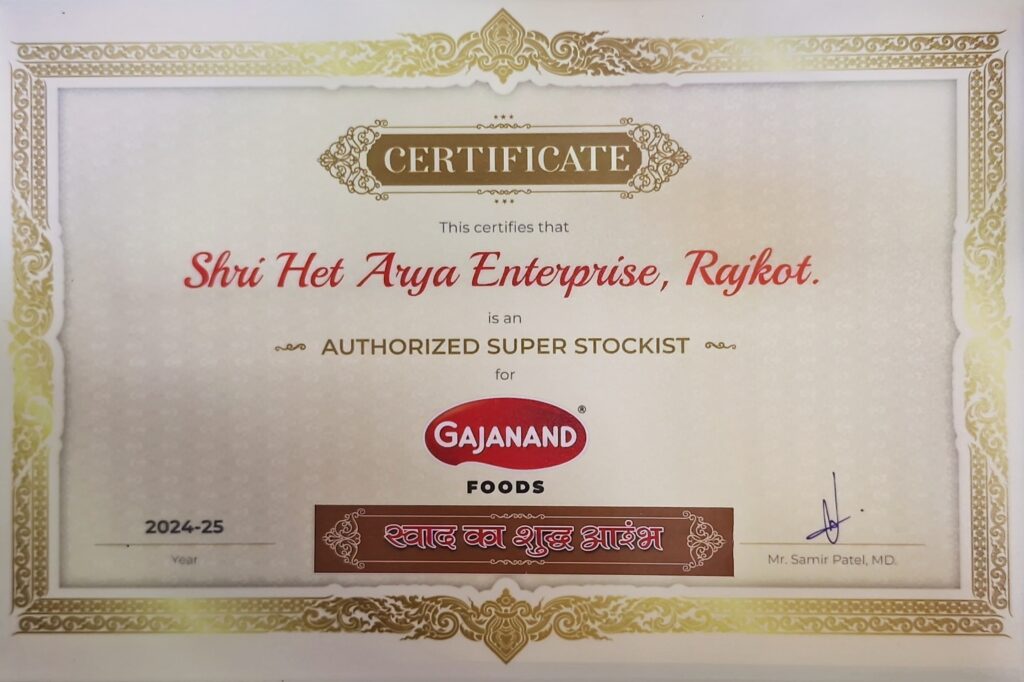 CERTIFICATE
This certifies that
Shri Het Arya Enterprise, Rajkot.
is an
AUTHORIZED SUPER STOCKIST
for
GAJANAND®
FOODS
स्वाद का शुद्ध आरंभ
2024-25
Year
Mr. Samir Patel, MD.